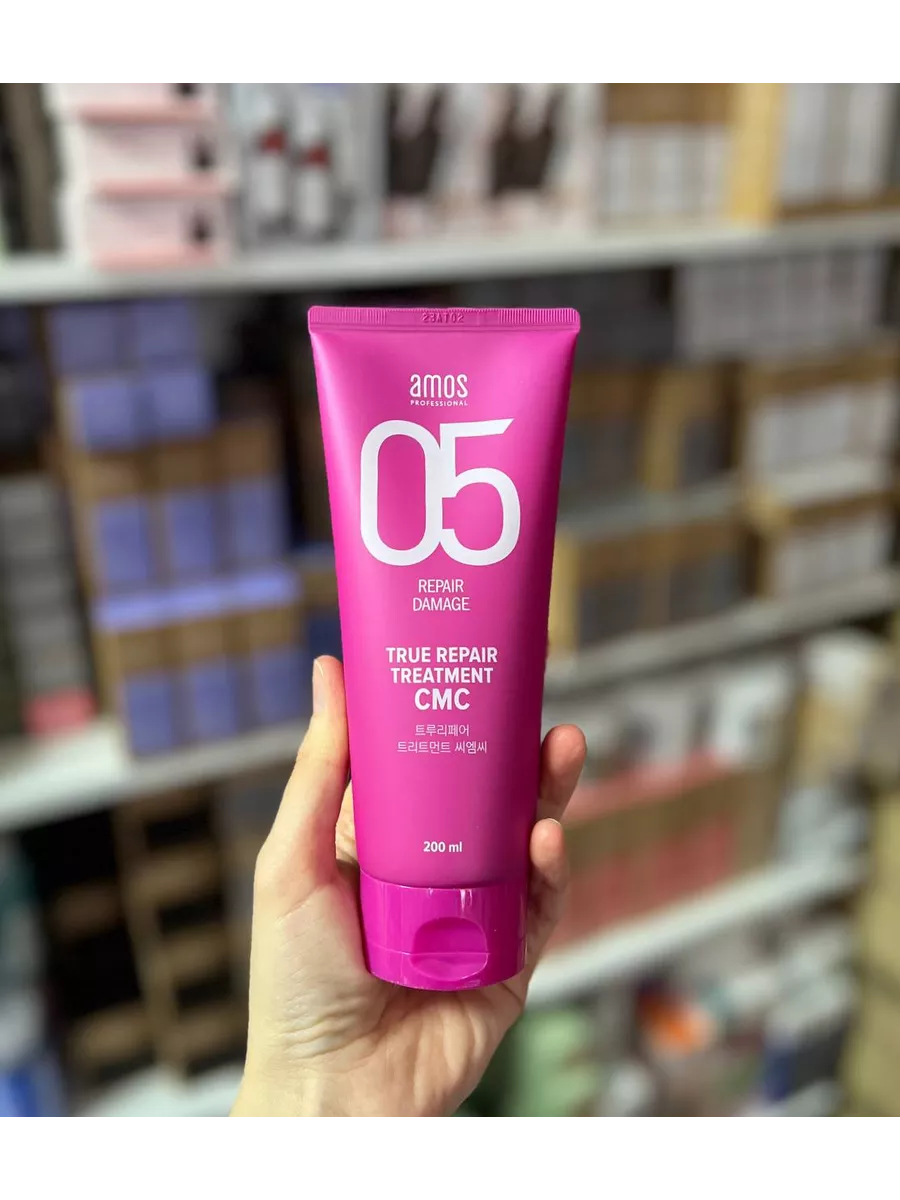 amos
PROFESSIONAL
05
REPAIR
DAMAGE
TRUE REPAIR
TREATMENT
CMC
트루리페어
트리트먼트 씨엠씨
200 ml